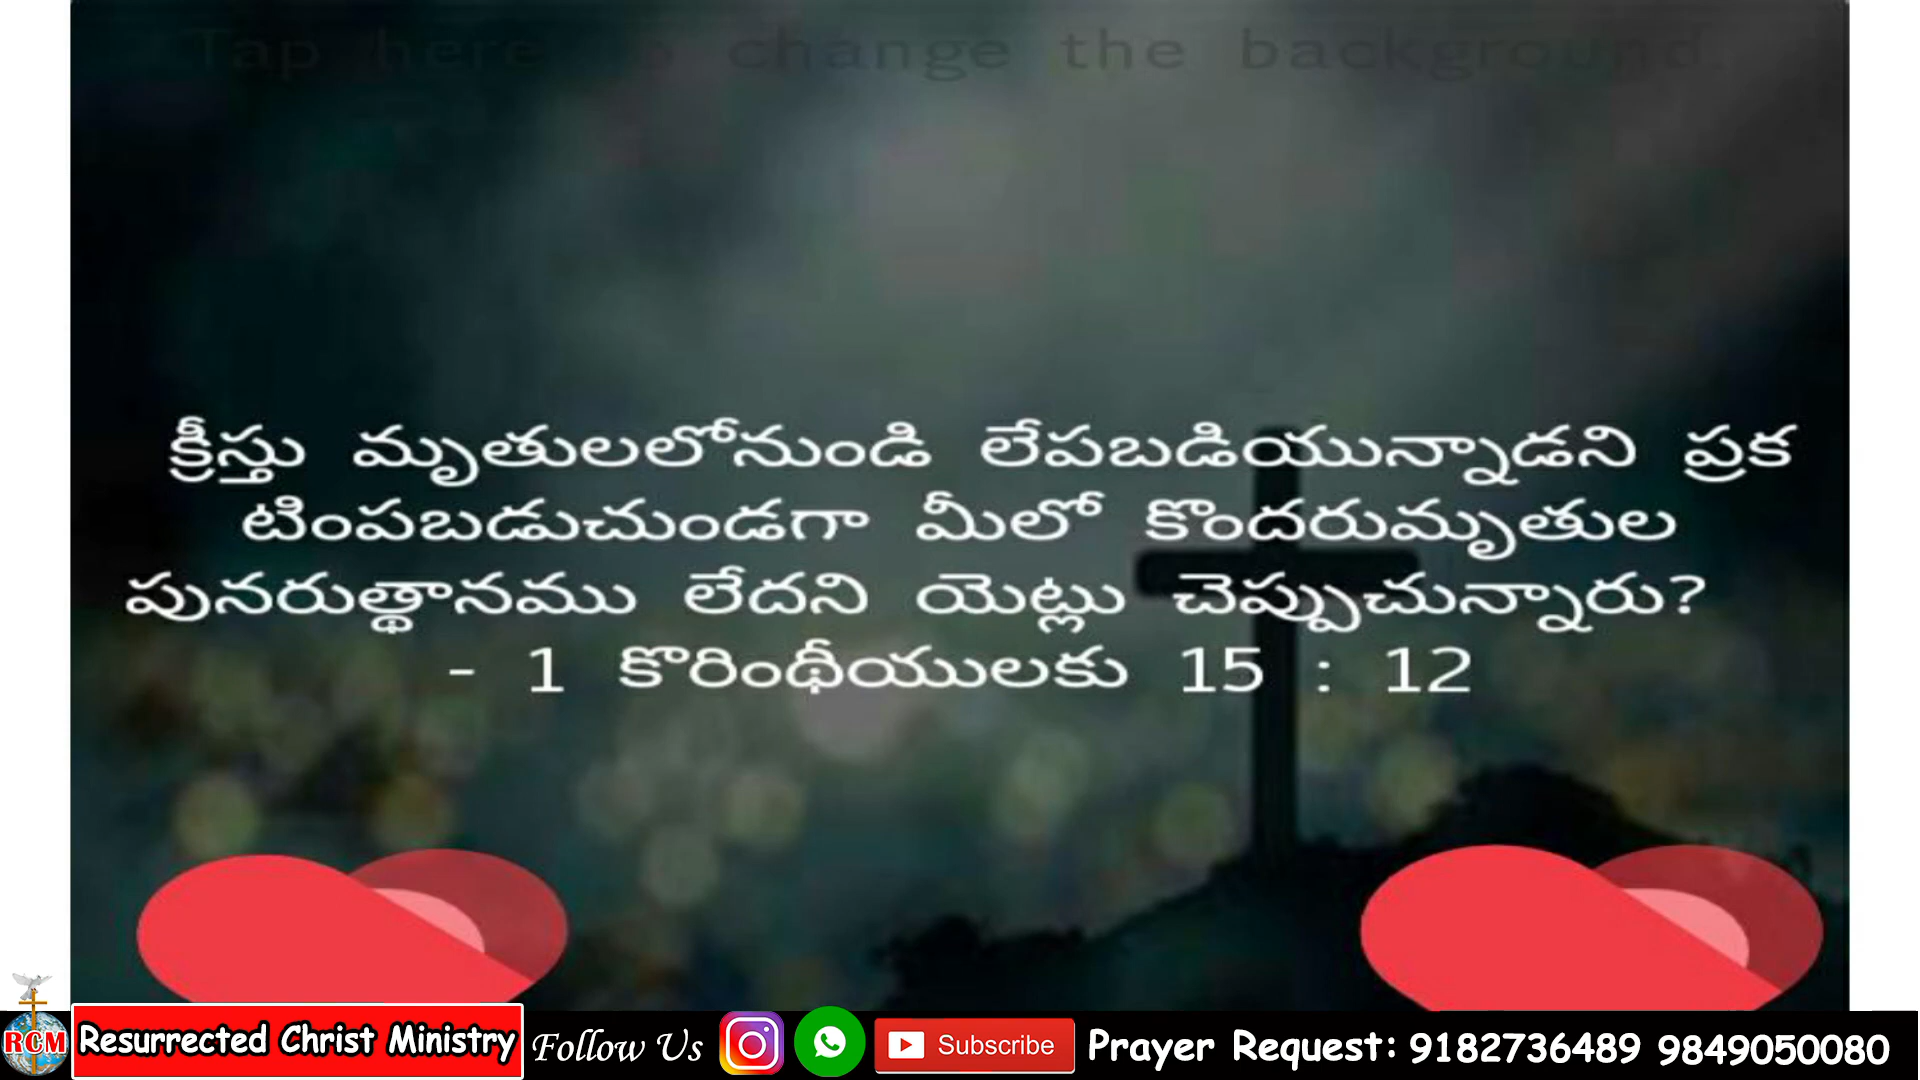 Tap here to change the background.
క్రీస్తు మృతులలోనుండి లేపబడియున్నాడని ప్రక
టింపబడుచుండగా మీలో కొందరుమృతుల
పునరుత్థానము లేదని యెట్లు చెప్పుచున్నారు?
- 1 కొరింథీయులకు 15 : 12
RCM Resurrected Christ Ministry Follow Us Subscribe Prayer Request: 9182736489 9849050080